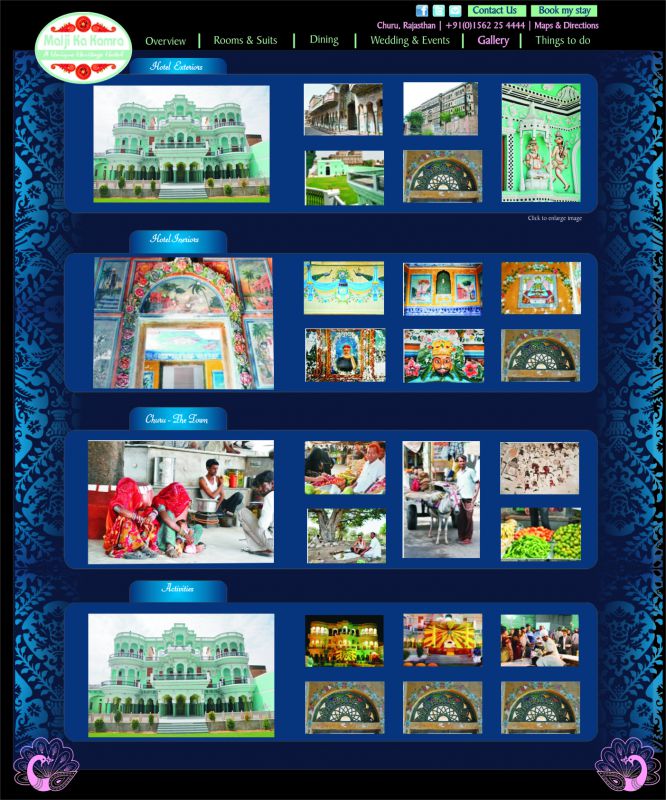 Contact Us
Book my stay
Churu, Rajasthan | +91(0)1562 25 4444 | Maps & Directions
Maiji Ka Kamra
A Unique Heritage Hotel
Overview
Rooms & Suits
Dining
Wedding & Events
Gallery
Things to do
Hotel Exteriors
Click to enlarge image
Hotel Ineriors
Churu - The Town
Activities